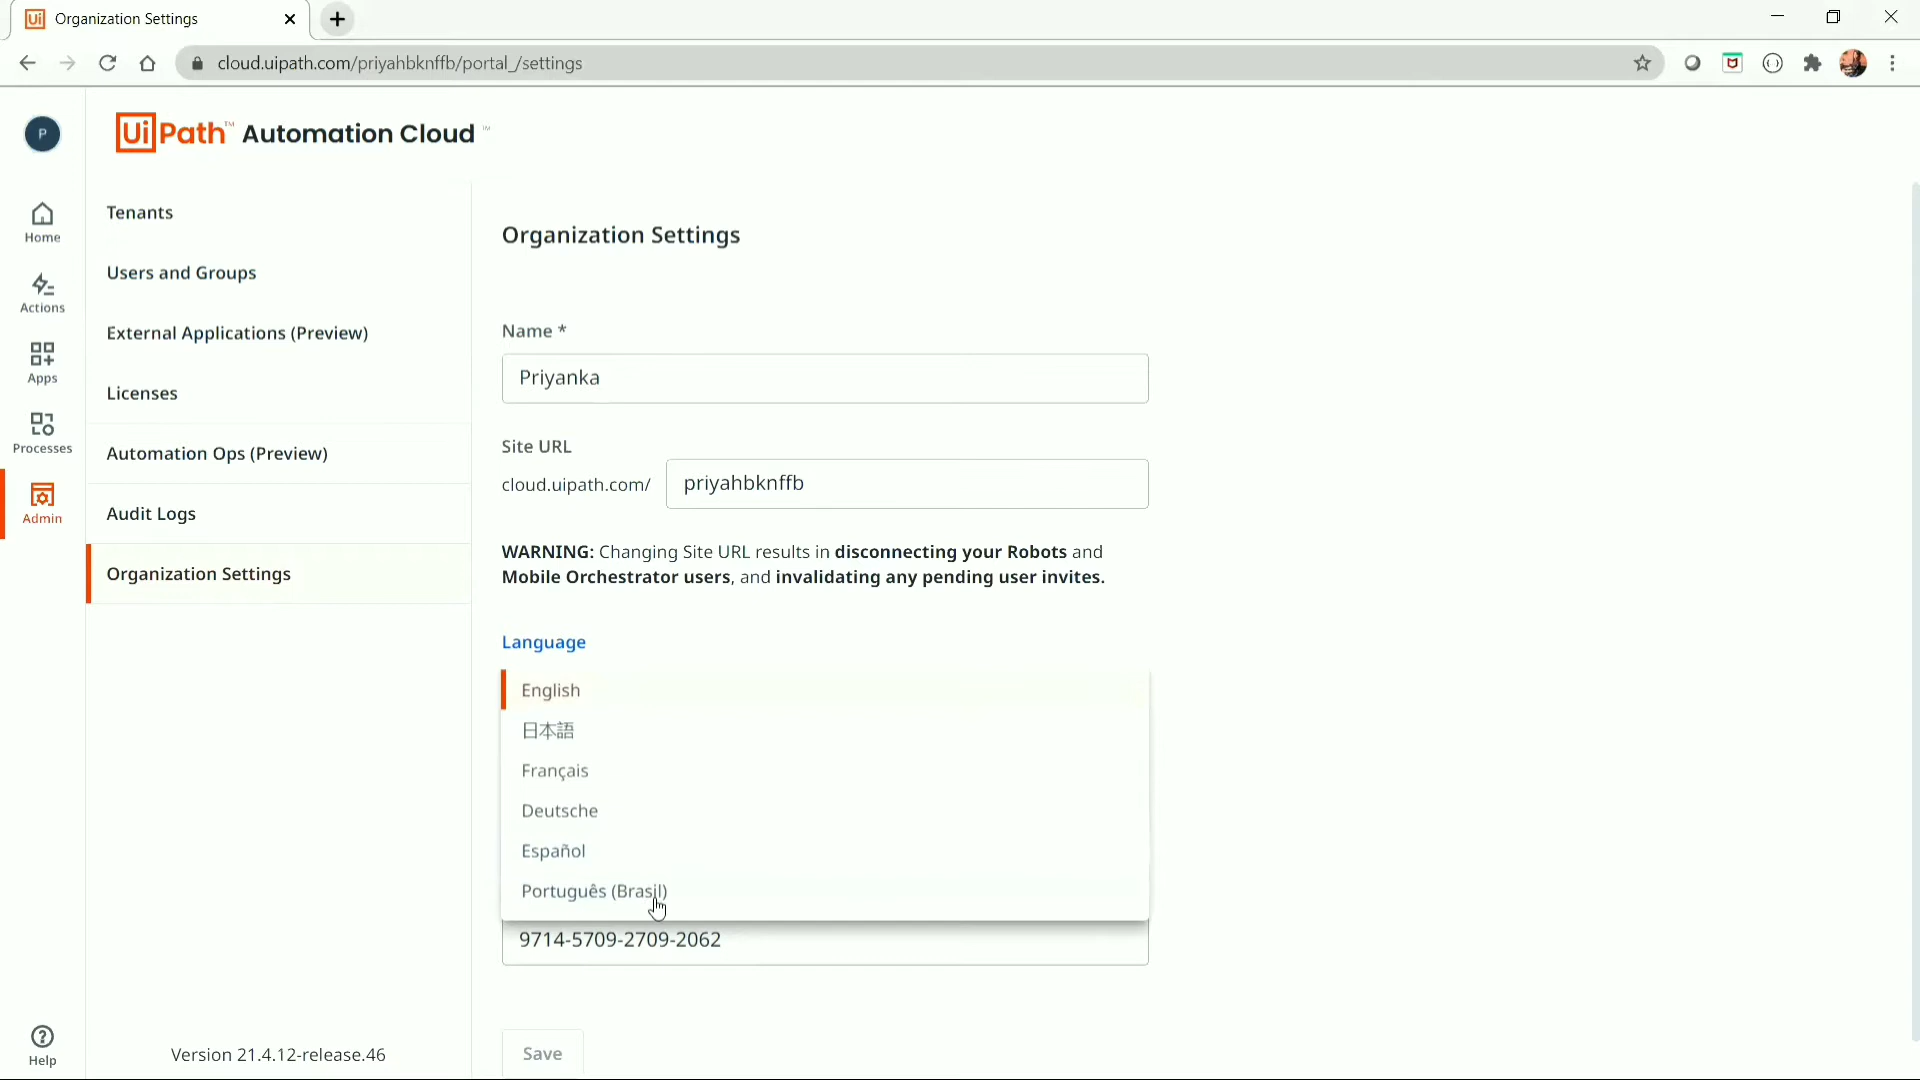 Organization Settings
cloud.uipath.com/priyahbknffb/portal_/settings
P
UiPath™ Automation Cloud ™
Home
Actions
Apps
Processes
Admin
Help
Tenants
Users and Groups
External Applications (Preview)
Licenses
Automation Ops (Preview)
Audit Logs
Organization Settings
Version 21.4.12-release.46
Organization Settings
Name *
Priyanka
Site URL
cloud.uipath.com/ priyahbknffb
WARNING: Changing Site URL results in disconnecting your Robots and
Mobile Orchestrator users, and invalidating any pending user invites.
Language
English
日本語
Français
Deutsche
Español
Português (Brasil)
9714-5709-2709-2062
Save